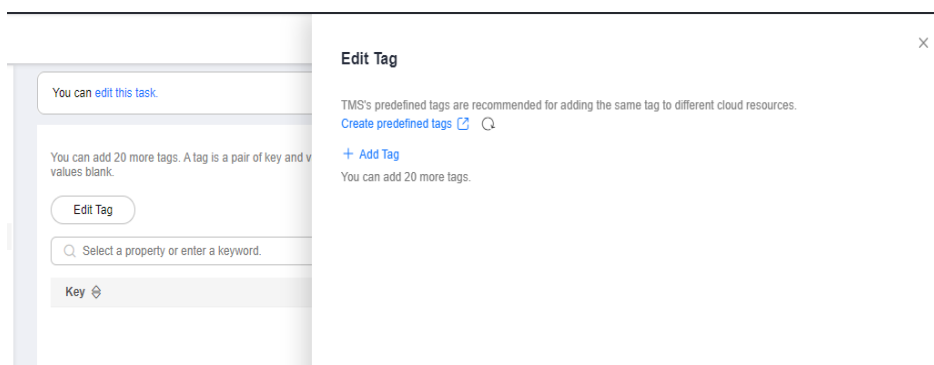 You can edit this task.
You can add 20 more tags. A tag is a pair of key and v
values blank.
Edit Tag
Select a property or enter a keyword.
Key
Edit Tag
TMS's predefined tags are recommended for adding the same tag to different cloud resources.
Create predefined tags
+ Add Tag
You can add 20 more tags.